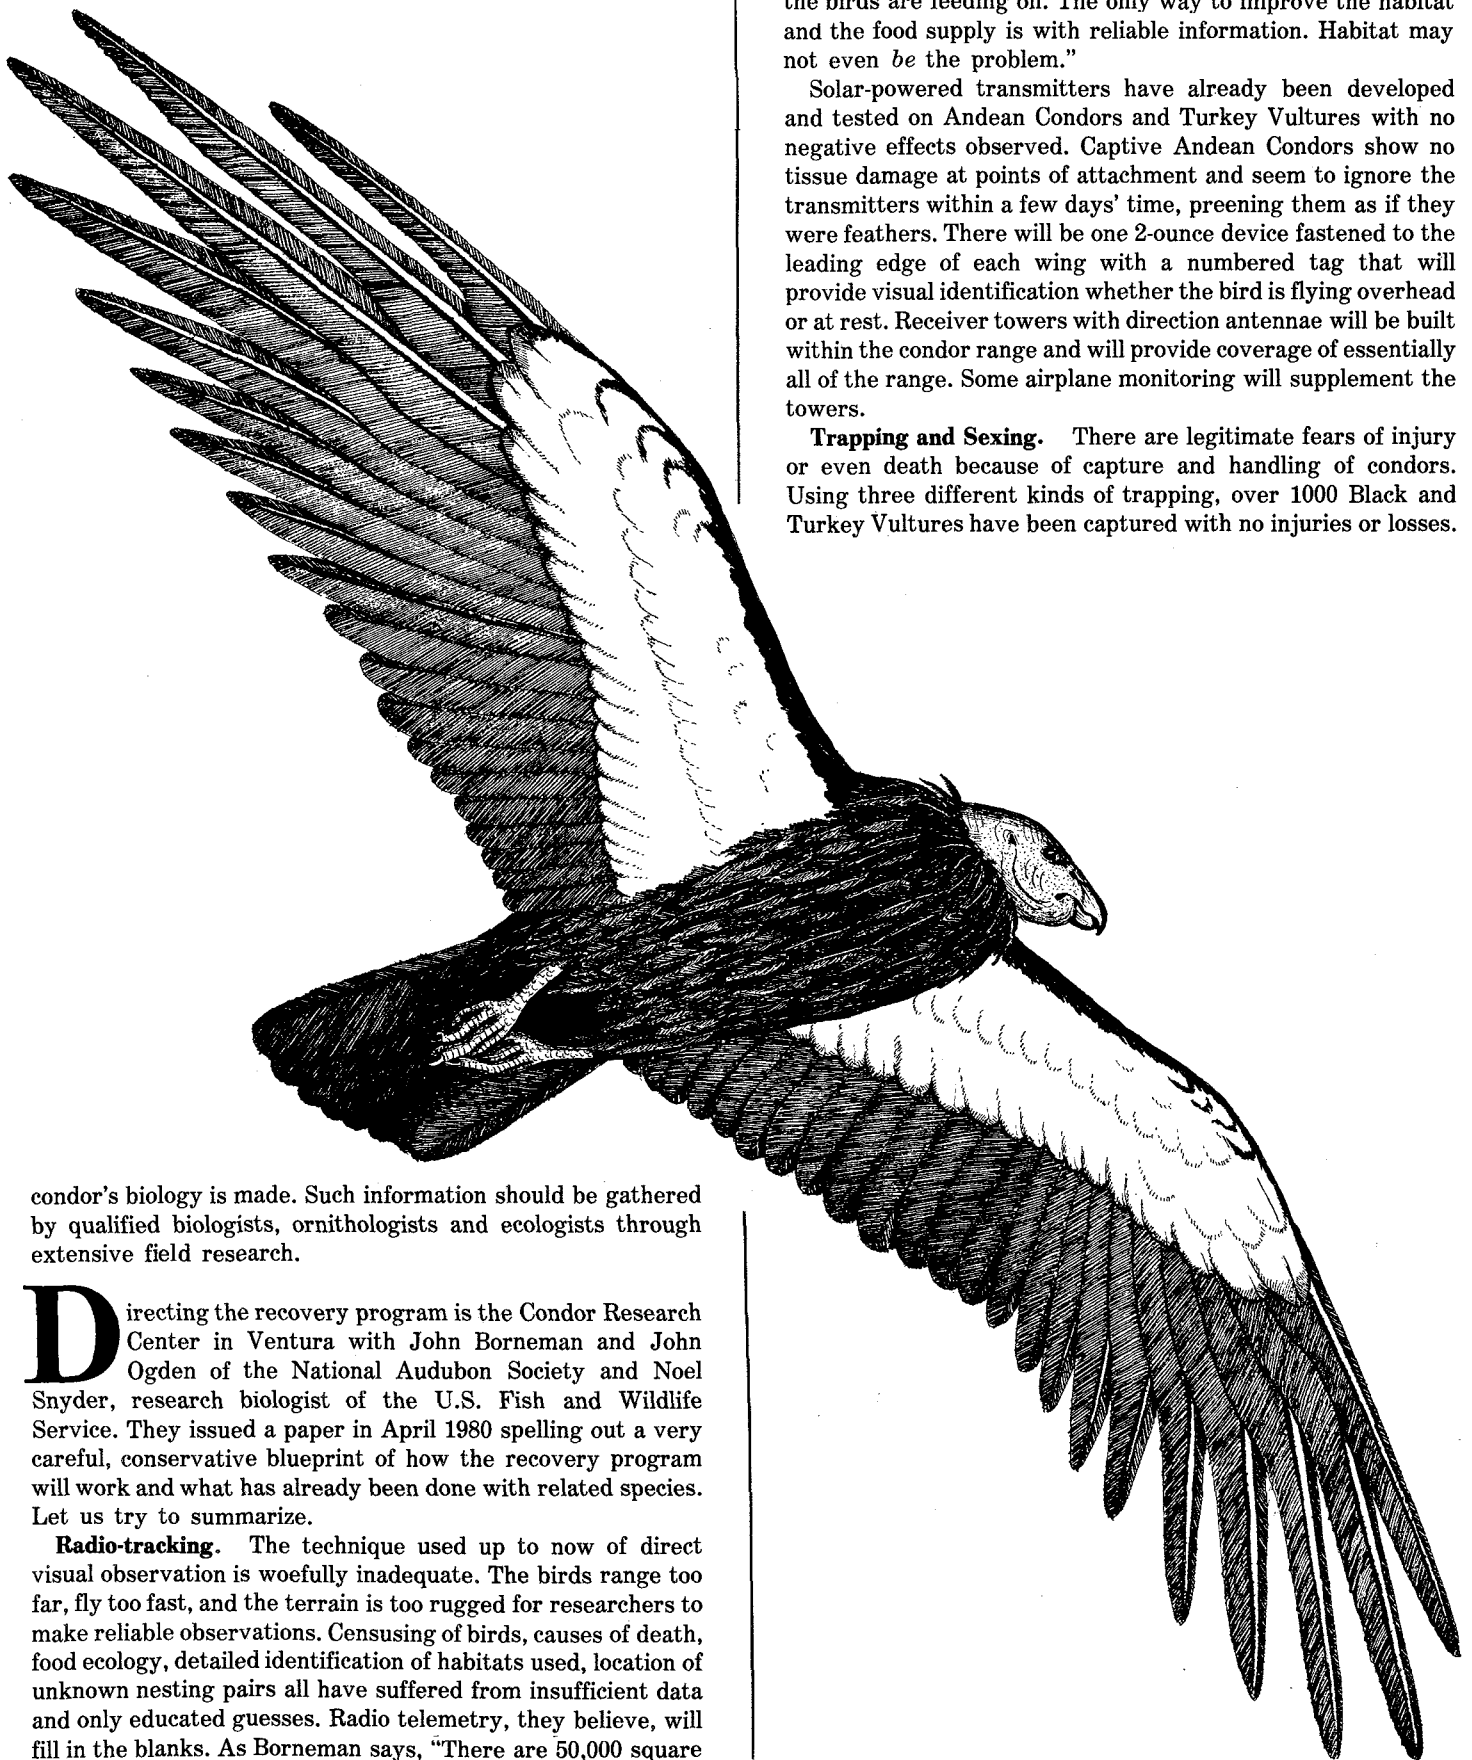 condor's biology is made. Such information should be gathered
by qualified biologists, ornithologists and ecologists through
extensive field research.
Directing the recovery program is the Condor Research
Center in Ventura with John Borneman and John
Ogden of the National Audubon Society and Noel
Snyder, research biologist of the U.S. Fish and Wildlife
Service. They issued a paper in April 1980 spelling out a very
careful, conservative blueprint of how the recovery program
will work and what has already been done with related species.
Let us try to summarize.
Radio-tracking. The technique used up to now of direct
visual observation is woefully inadequate. The birds range too
far, fly too fast, and the terrain is too rugged for researchers to
make reliable observations. Censusing of birds, causes of death,
food ecology, detailed identification of habitats used, location of
unknown nesting pairs all have suffered from insufficient data
and only educated guesses. Radio telemetry, they believe, will
fill in the blanks. As Borneman says, "There are 50,000 square
the birds are feeding on. The only way to improve the habitat
and the food supply is with reliable information. Habitat may
not even be the problem."
Solar-powered transmitters have already been developed
and tested on Andean Condors and Turkey Vultures with no
negative effects observed. Captive Andean Condors show no
tissue damage at points of attachment and seem to ignore the
transmitters within a few days' time, preening them as if they
were feathers. There will be one 2-ounce device fastened to the
leading edge of each wing with a numbered tag that will
provide visual identification whether the bird is flying overhead
or at rest. Receiver towers with direction antennae will be built
within the condor range and will provide coverage of essentially
all of the range. Some airplane monitoring will supplement the
towers.
Trapping and Sexing. There are legitimate fears of injury
or even death because of capture and handling of condors.
Using three different kinds of trapping, over 1000 Black and
Turkey Vultures have been captured with no injuries or losses.